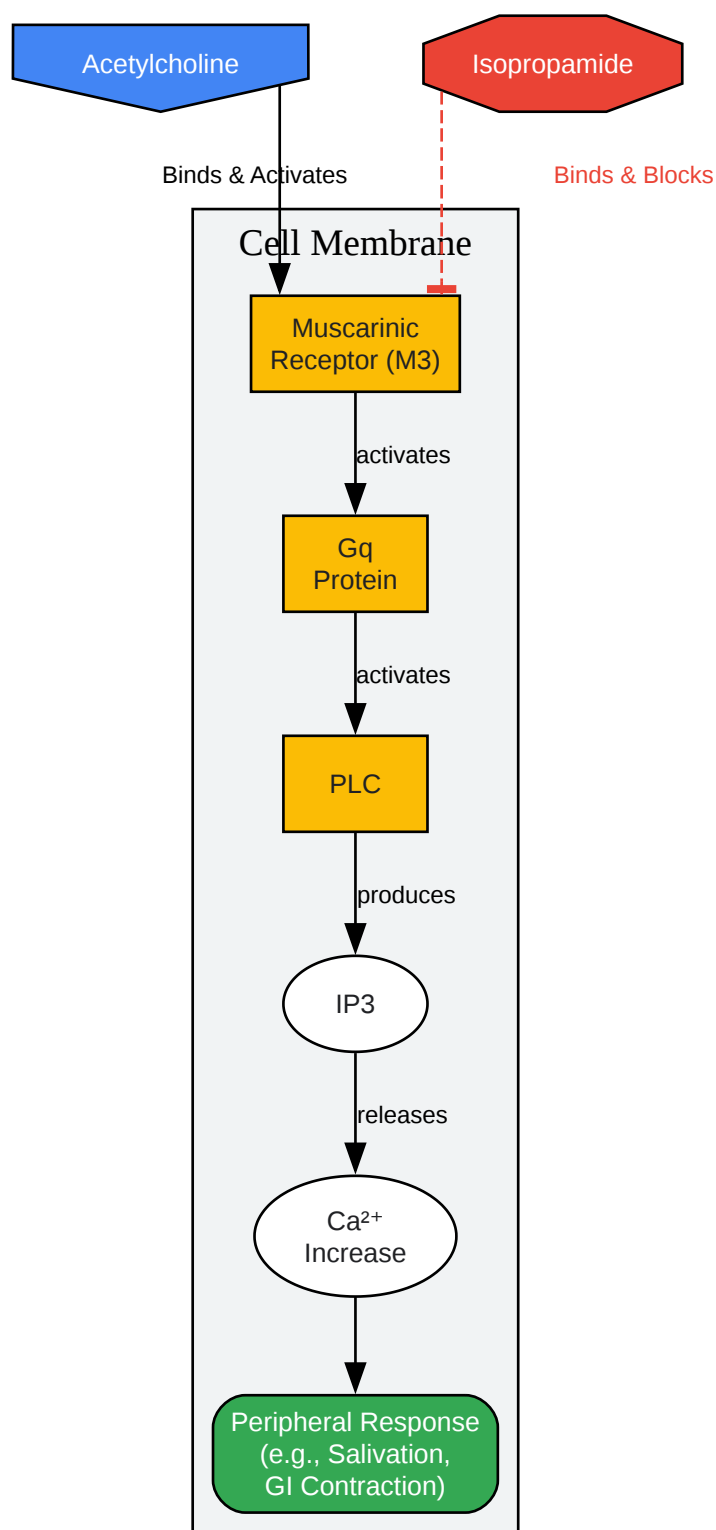 Acetylcholine
Isopropamide
Binds & Activates
Binds & Blocks
Cell Membrane
Muscarinic
Receptor (M3)
activates
Gq
Protein
activates
PLC
produces
IP3
releases
Ca²⁺
Increase
Peripheral Response
(e.g., Salivation,
GI Contraction)